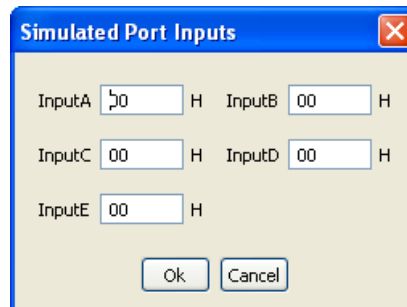 Simulated Port Inputs
InputA 00 H InputB 00 H
InputC 00 H InputD 00 H
InputE 00 H
Ok Cancel